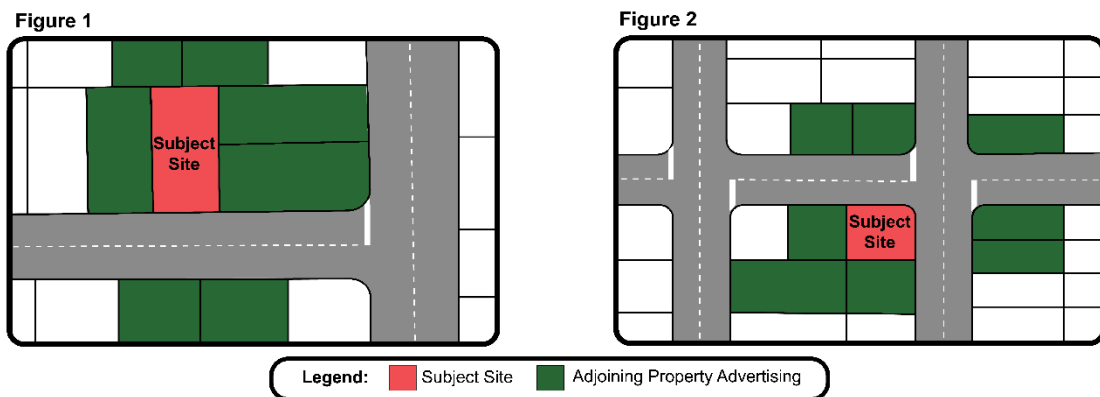 Figure 1
Figure 2
Subject
Site
Subject
Site
Legend: Subject Site Adjoining Property Advertising